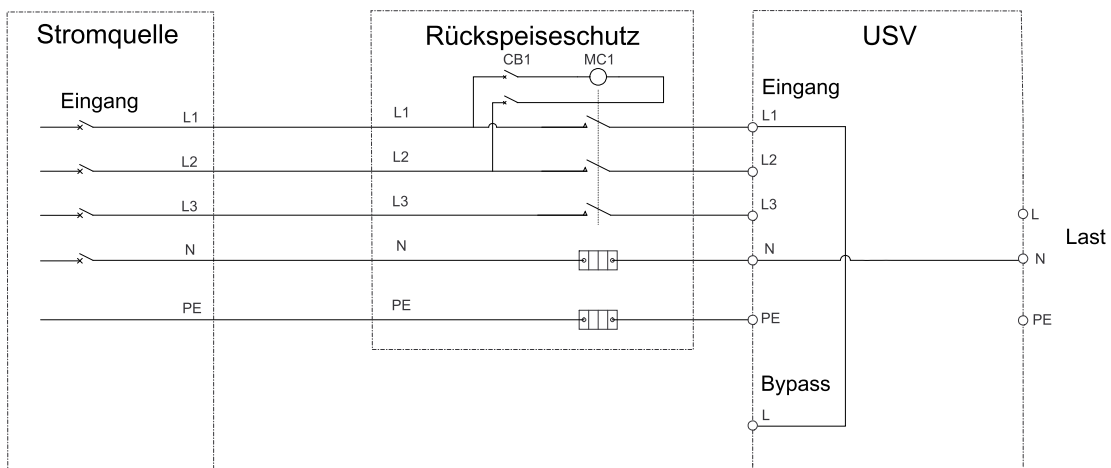 Stromquelle
Rückspeiseschutz
USV
CB1
MC1
Eingang
Eingang
L1
L1
L1
L2
L2
L2
L3
L3
L3
L
Last
N
N
N
N
PE
PE
PE
PE
Bypass
L